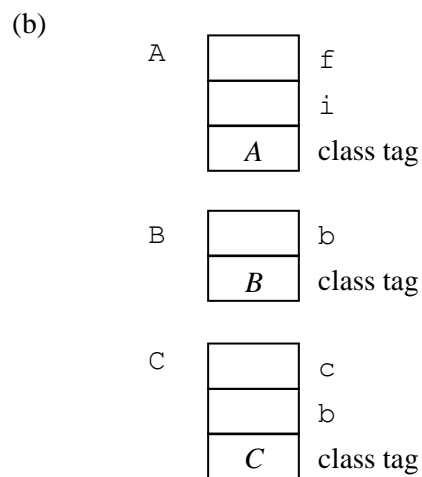 (b)
A f
i
A class tag
B b
B class tag
C c
b
C class tag